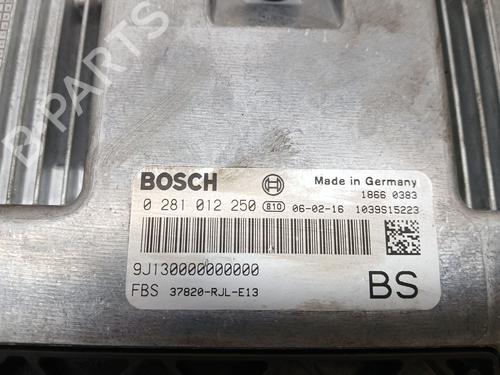 BOSCH Made in Germany
1866 0383
0 281 012 250 810 06-02-16 1039S15223
9J130000000000
FBS 37820-RJL-E13 BS